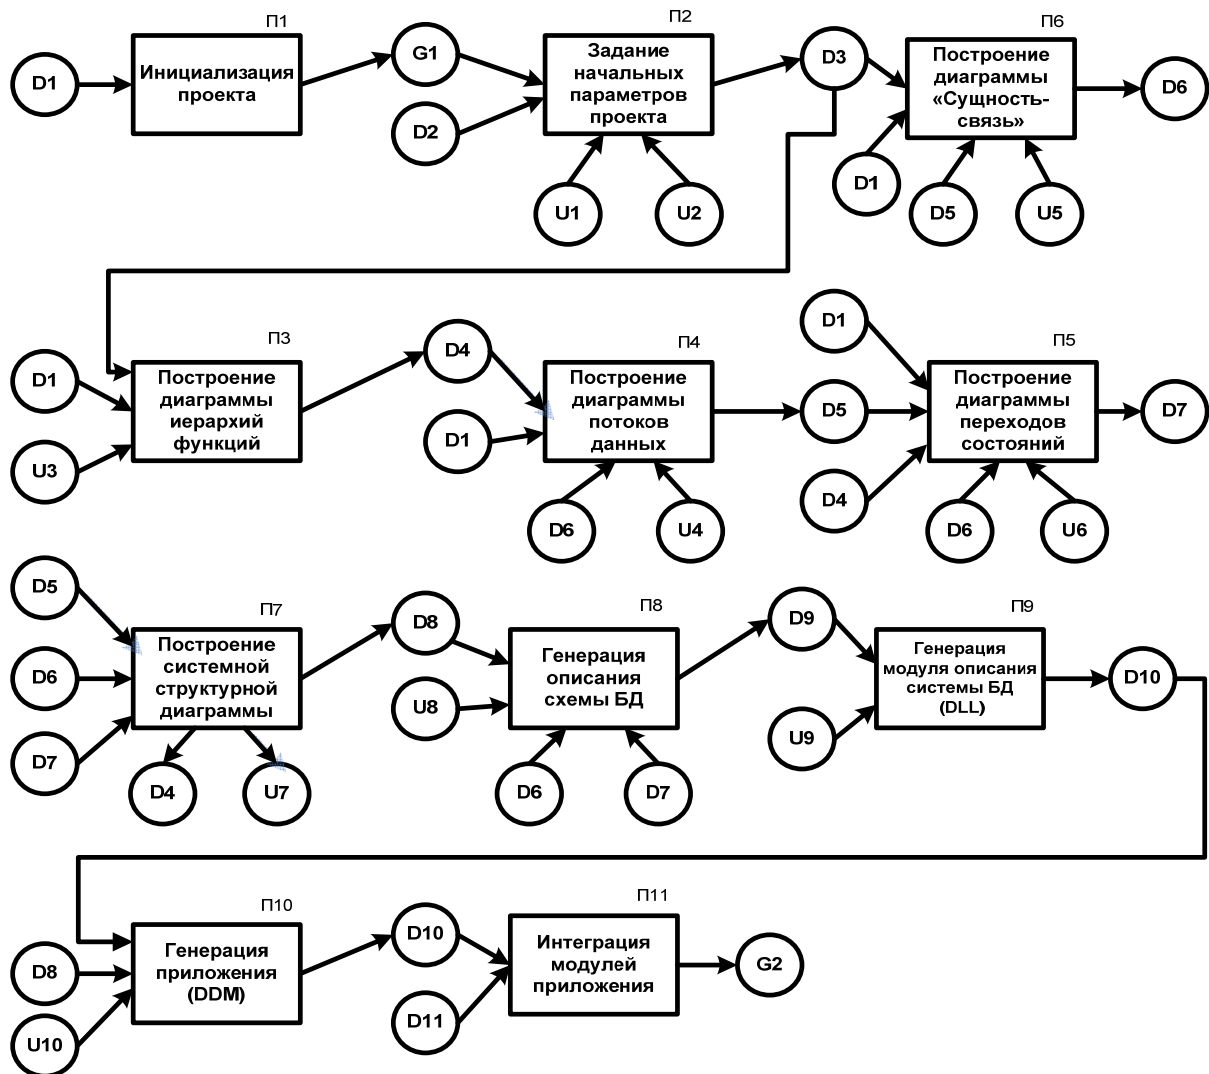 П1
П2
П6
D1
Инициализация
проекта
G1
D2
Задание
начальных
параметров
проекта
U1
U2
D3
D1
Построение
диаграммы
«Сущность-
связь»
D5
U5
D6
П3
П4
П5
D1
U3
Построение
диаграммы
иерархий
функций
D4
D1
Построение
диаграммы
потоков
данных
D6
U4
D1
D5
D4
Построение
диаграммы
переходов
состояний
D6
U6
D7
П7
П8
П9
D5
D6
D7
Построение
системной
структурной
диаграммы
D4
U7
D8
U8
Генерация
описания
схемы БД
D6
D7
D9
U9
Генерация
модуля описания
системы БД
(DLL)
D10
П10
П11
D8
U10
Генерация
приложения
(DDM)
D10
D11
Интеграция
модулей
приложения
G2